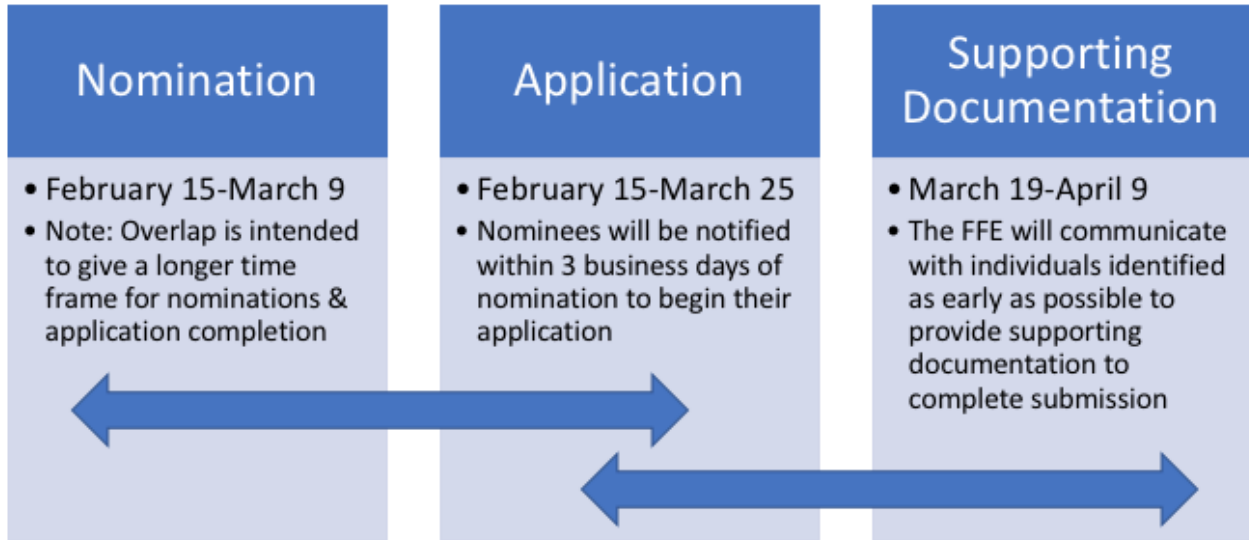 Nomination
• February 15-March 9
• Note: Overlap is intended
to give a longer time
frame for nominations &
application completion
Application
• February 15-March 25
• Nominees will be notified
within 3 business days of
nomination to begin their
application
Supporting
Documentation
• March 19-April 9
• The FFE will communicate
with individuals identified
as early as possible to
provide supporting
documentation to
complete submission